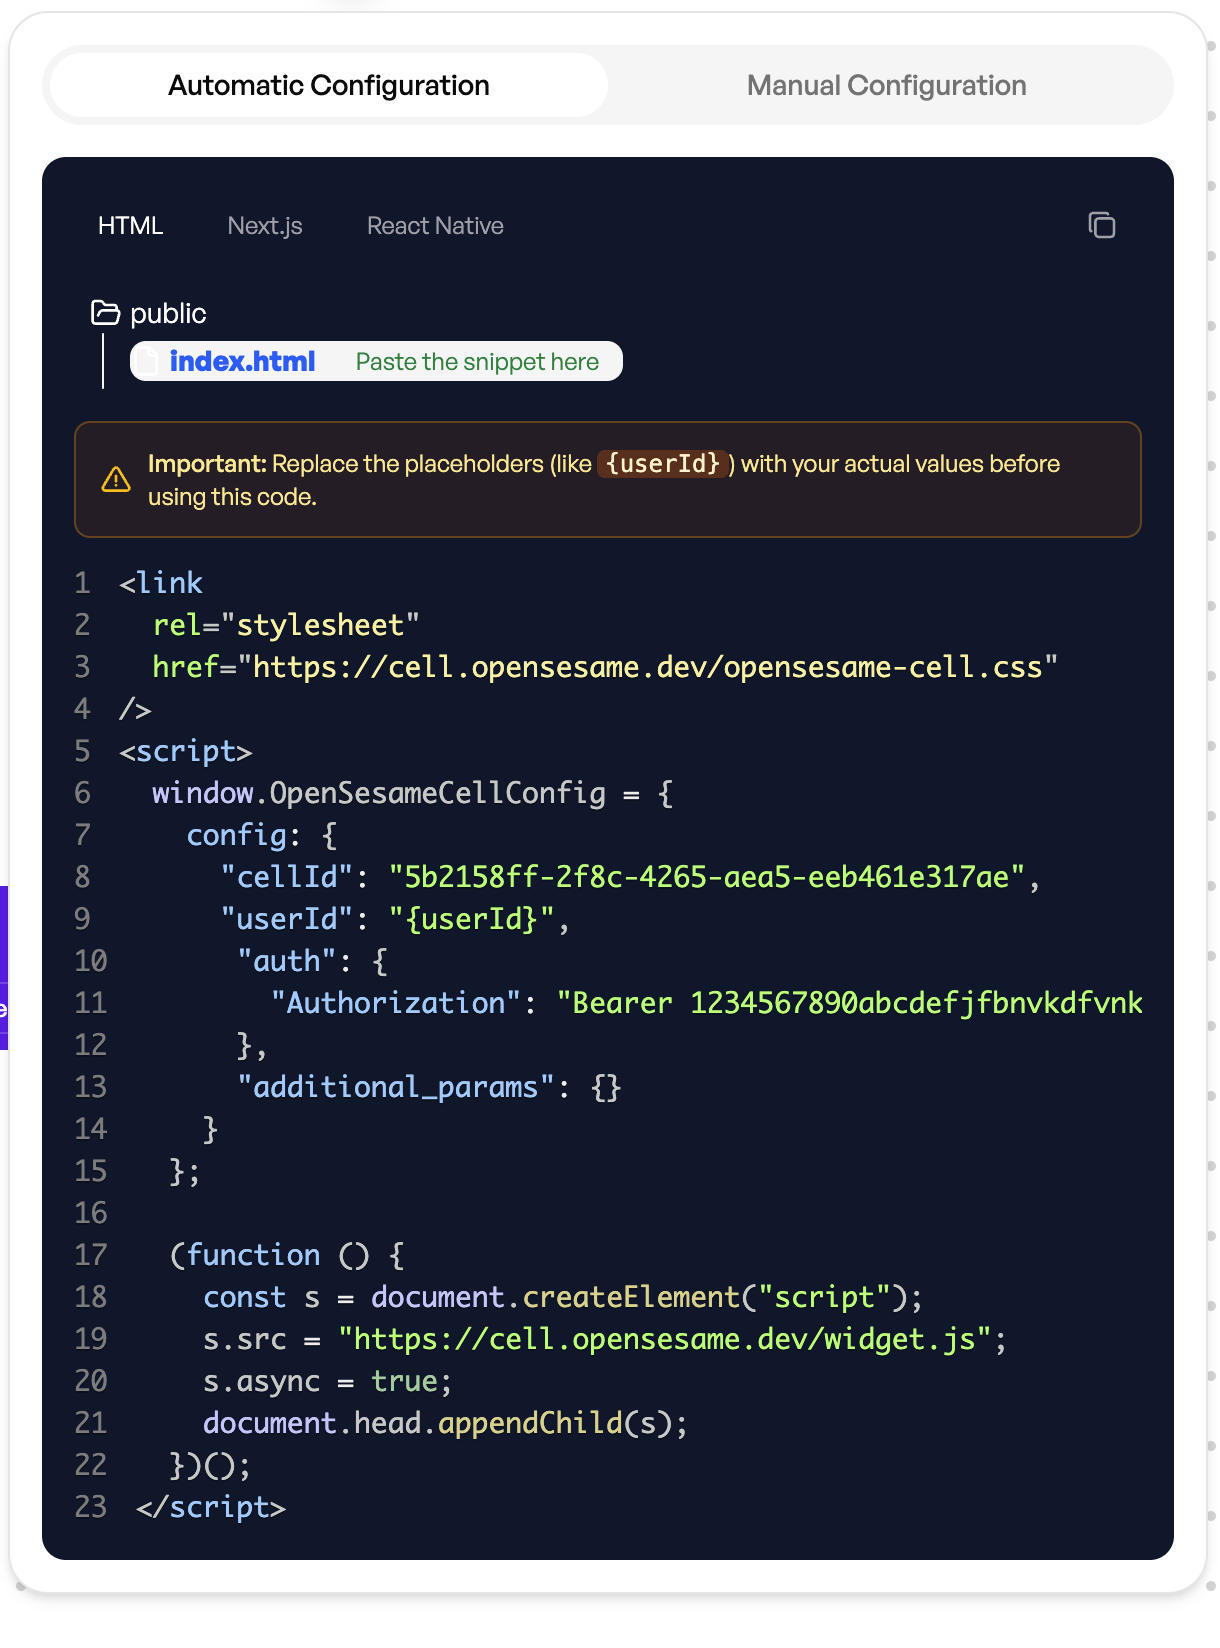 Automatic Configuration Manual Configuration
HTML Next.js React Native
public
index.html Paste the snippet here
Important: Replace the placeholders (like {userId}) with your actual values before
using this code.
1 <link
2   rel="stylesheet"
3   href="https://cell.opensesame.dev/opensesame-cell.css"
4 />
5 <script>
6   window.OpenSesameCellConfig = {
7     config: {
8       "cellId": "5b2158ff-2f8c-4265-aea5-eeb461e317ae",
9       "userId": "{userId}",
10        "auth": {
11          "Authorization": "Bearer 1234567890abcdefjfbnvkdfvnk
12        },
13        "additional_params": {}
14      }
15    };
16
17    (function () {
18      const s = document.createElement("script");
19      s.src = "https://cell.opensesame.dev/widget.js";
20      s.async = true;
21      document.head.appendChild(s);
22    })();
23  </script>